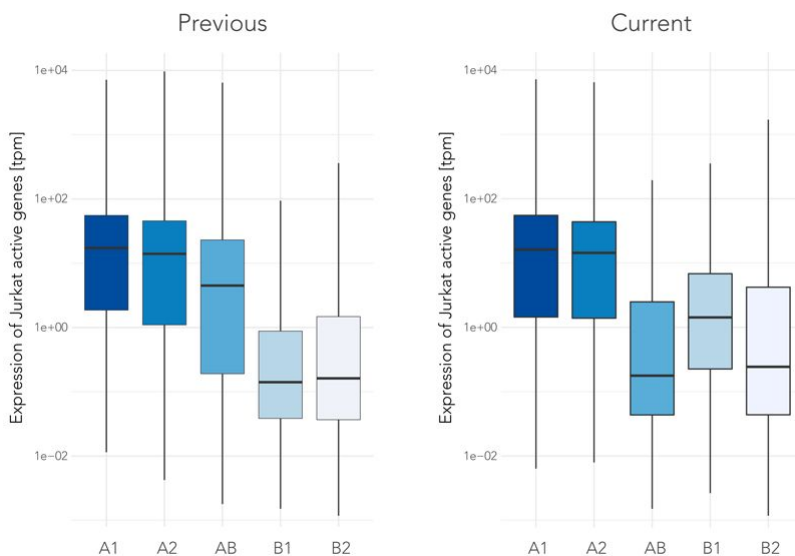 Previous
Current
Expression of Jurkat active genes [tpm]
1e+04
1e+02
1e+00
1e−02
A1 A2 AB B1 B2
Expression of Jurkat active genes [tpm]
1e+04
1e+02
1e+00
1e−02
A1 A2 AB B1 B2